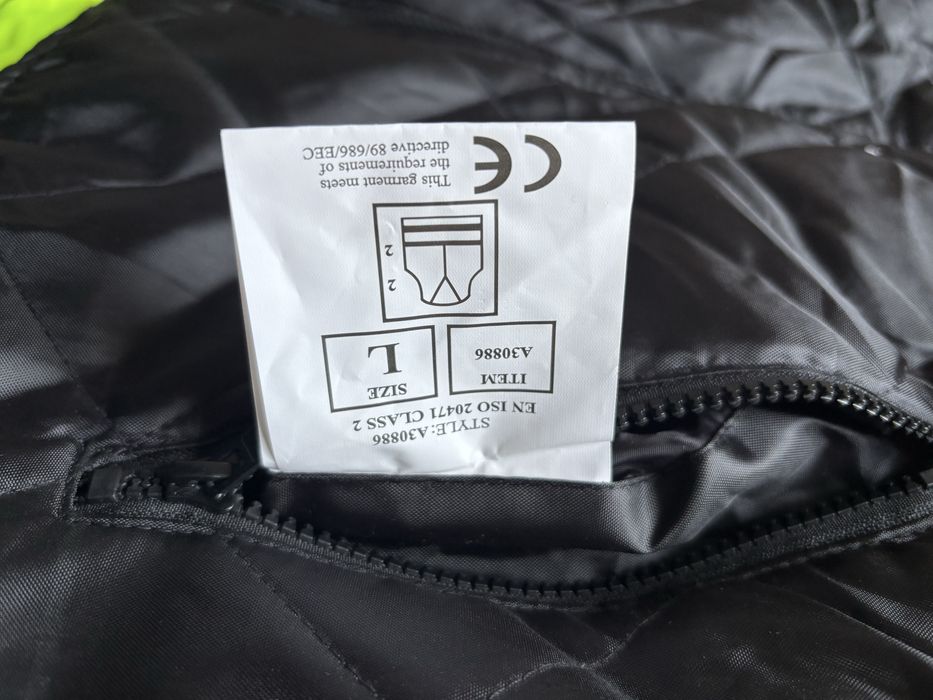 STYLE:A30886
EN ISO 20471 CLASS 2
ITEM
A30886
SIZE
L
2
2
CE
This garment meets
the requirements of
directive 89/686/EEC